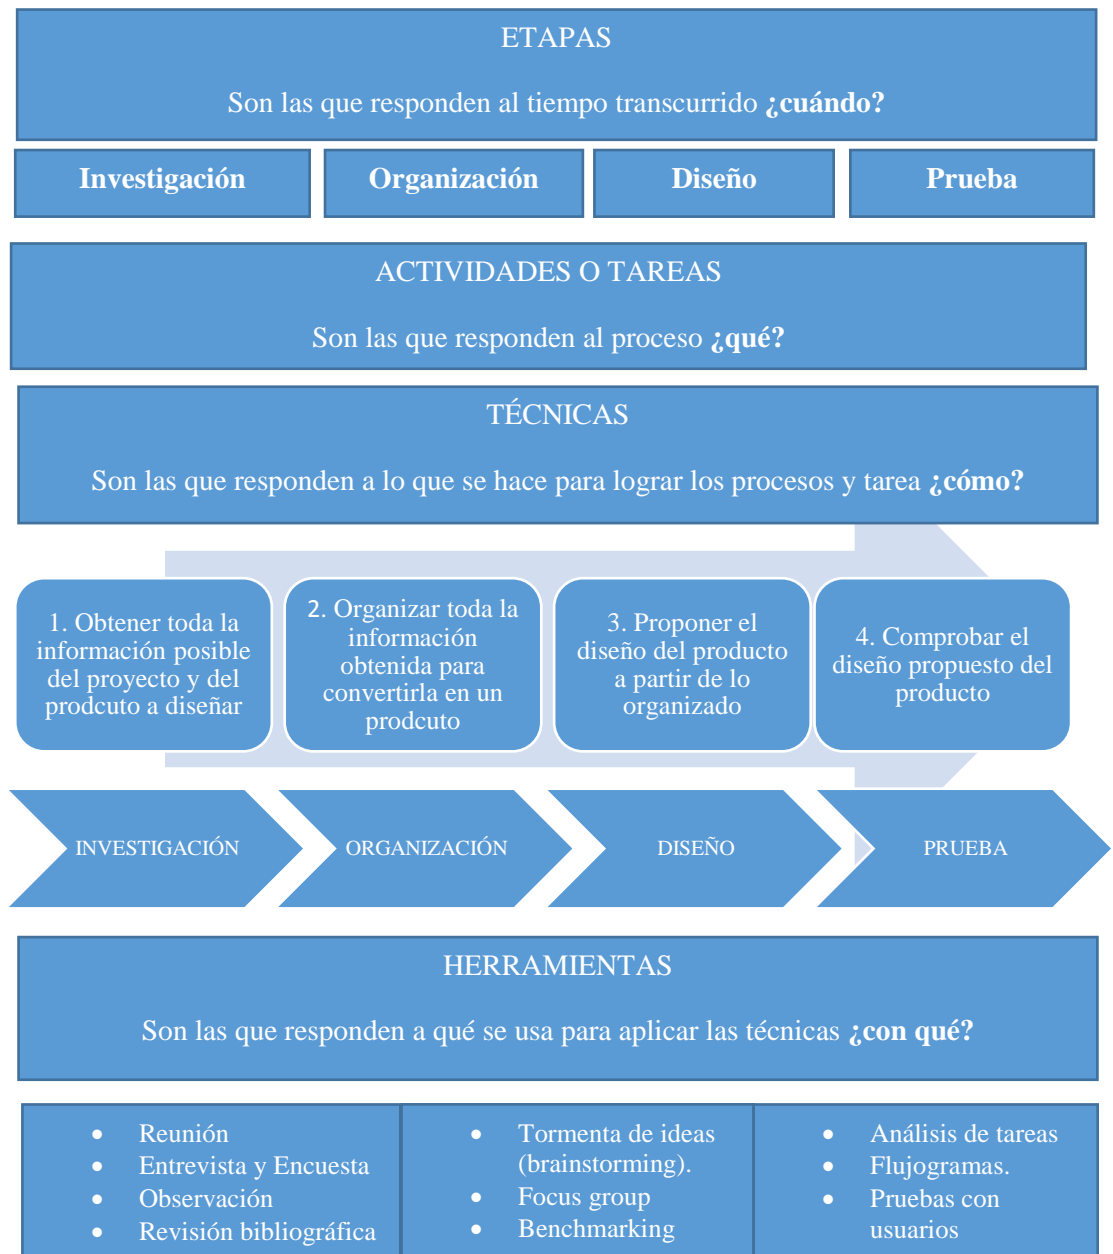 ETAPAS
Son las que responden al tiempo transcurrido ¿cuándo?
Investigación
Organización
Diseño
Prueba
ACTIVIDADES O TAREAS
Son las que responden al proceso ¿qué?
TÉCNICAS
Son las que responden a lo que se hace para lograr los procesos y tarea ¿cómo?
1. Obtener toda la
información posible
del proyecto y del
prodcuto a diseñar
2. Organizar toda la
información
obtenida para
convertirla en un
prodcuto
3. Proponer el
diseño del producto
a partir de lo
organizado
4. Comprobar el
diseño propuesto del
producto
INVESTIGACIÓN
ORGANIZACIÓN
DISEÑO
PRUEBA
HERRAMIENTAS
Son las que responden a qué se usa para aplicar las técnicas ¿con qué?
• Reunión
• Entrevista y Encuesta
• Observación
• Revisión bibliográfica
• Tormenta de ideas
(brainstorming).
• Focus group
• Benchmarking
• Análisis de tareas
• Flujogramas.
• Pruebas con
usuarios